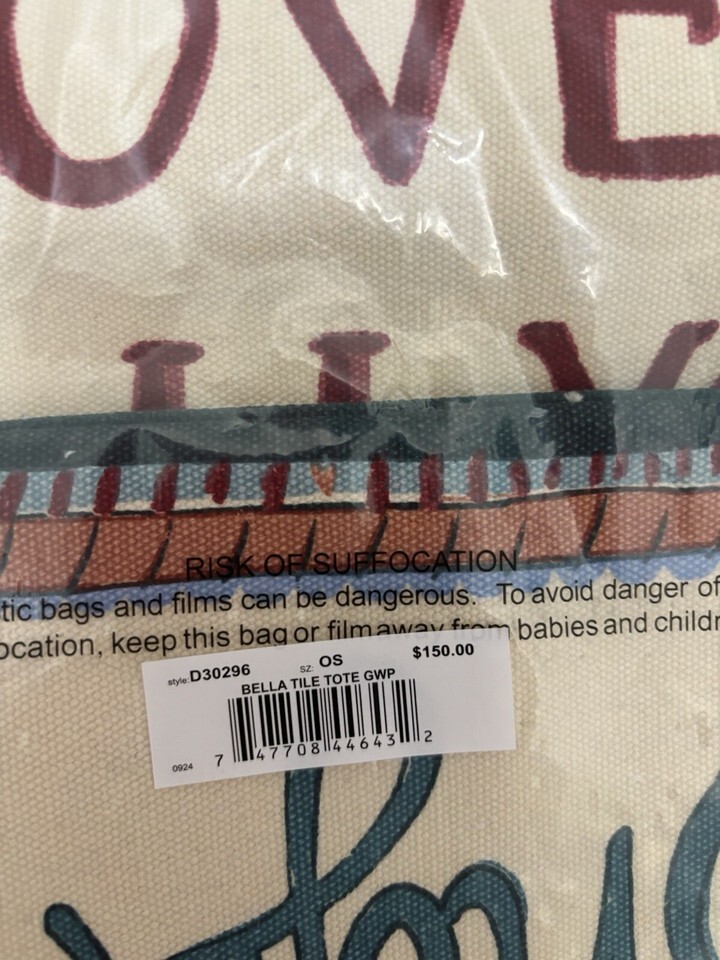 OVE
RISK OF SUFFOCATION
tic bags and films can be dangerous. To avoid danger of
ocation, keep this bag or film away from babies and childr
style: D30296 SZ: OS $150.00
BELLA TILE TOTE GWP
7 47708 44643 2
0924